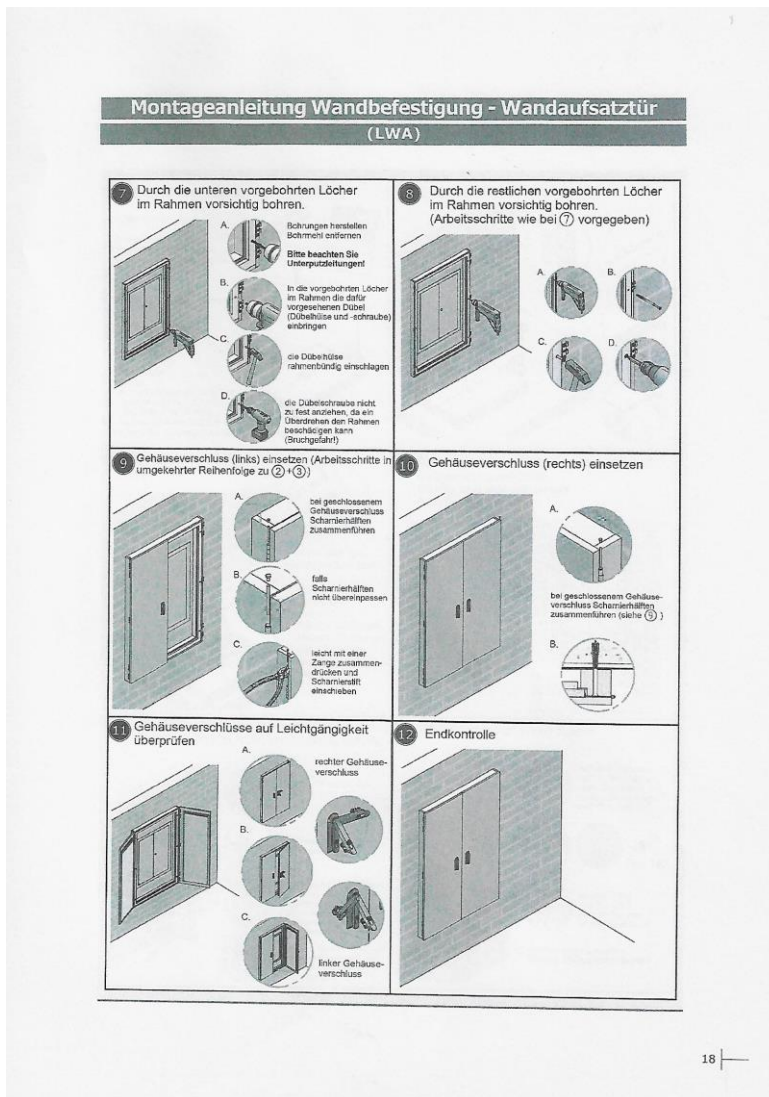 Montageanleitung Wandbefestigung - Wandaufsatztür
(LWA)
7 Durch die unteren vorgebohrten Löcher
im Rahmen vorsichtig bohren.
A.
Bohrungen herstellen
Bohrmehl entfernen
Bitte beachten Sie
Unterputzleitungen!
B.
In die vorgebohrten Löcher
im Rahmen die dafür
vorgesehenen Dübel
(Dübelhülse und -schraube)
einbringen
C.
die Dübelhülse
rahmenbündig einschlagen
D.
die Dübelschraube nicht
zu fest anziehen, da ein
Überdrehen den Rahmen
beschädigen kann
(Bruchgefahr!)
8 Durch die restlichen vorgebohrten Löcher
im Rahmen vorsichtig bohren.
(Arbeitsschritte wie bei 7 vorgegeben)
A. B.
C. D.
9 Gehäuseverschluss (links) einsetzen (Arbeitsschritte in
umgekehrter Reihenfolge zu 2+3)
A.
bei geschlossenem
Gehäuseverschluss
Scharnierhälften
zusammenführen
B.
falls
Scharnierhälften
nicht übereinpassen
C.
leicht mit einer
Zange zusammen-
drücken und
Scharnierstift
einschieben
10 Gehäuseverschluss (rechts) einsetzen
A.
bei geschlossenem Gehäuse-
verschluss Scharnierhälften
zusammenführen (siehe 9 )
B.
11 Gehäuseverschlüsse auf Leichtgängigkeit
überprüfen
A.
rechter Gehäuse-
verschluss
B.
C.
linker Gehäuse-
verschluss
12 Endkontrolle
18